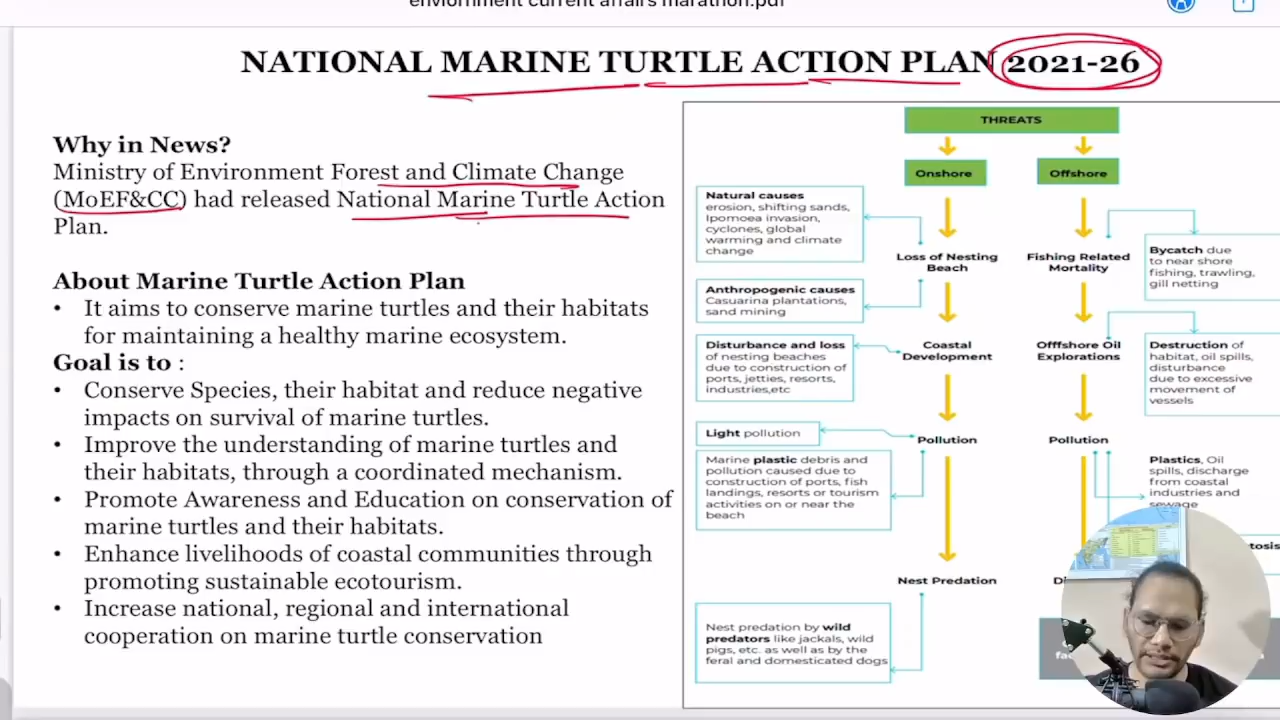 enviornment current affairs marathon.pdf
NATIONAL MARINE TURTLE ACTION PLAN 2021-26
Why in News?
Ministry of Environment Forest and Climate Change
(MoEF&CC) had released National Marine Turtle Action
Plan.
About Marine Turtle Action Plan
• It aims to conserve marine turtles and their habitats
for maintaining a healthy marine ecosystem.
Goal is to :
• Conserve Species, their habitat and reduce negative
impacts on survival of marine turtles.
• Improve the understanding of marine turtles and
their habitats, through a coordinated mechanism.
• Promote Awareness and Education on conservation of
marine turtles and their habitats.
• Enhance livelihoods of coastal communities through
promoting sustainable ecotourism.
• Increase national, regional and international
cooperation on marine turtle conservation
THREATS
Onshore
Offshore
Natural causes
erosion, shifting sands,
Ipomoea invasion,
cyclones, global
warming and climate
change
Loss of Nesting
Beach
Fishing Related
Mortality
Bycatch due
to near shore
fishing, trawling,
gill netting
Anthropogenic causes
Casuarina plantations,
sand mining
Disturbance and loss
of nesting beaches
due to construction of
ports, jetties, resorts,
industries,etc
Coastal
Development
Offfshore Oil
Explorations
Destruction of
habitat, oil spills,
disturbance
due to excessive
movement of
vessels
Light pollution
Pollution
Pollution
Marine plastic debris and
pollution caused due to
construction of ports, fish
landings, resorts or tourism
activities on or near the
beach
Plastics, Oil
spills, discharge
from coastal
industries and
sewage
Nest Predation
Nest predation by wild
predators like jackals, wild
pigs, etc. as well as by the
feral and domesticated dogs